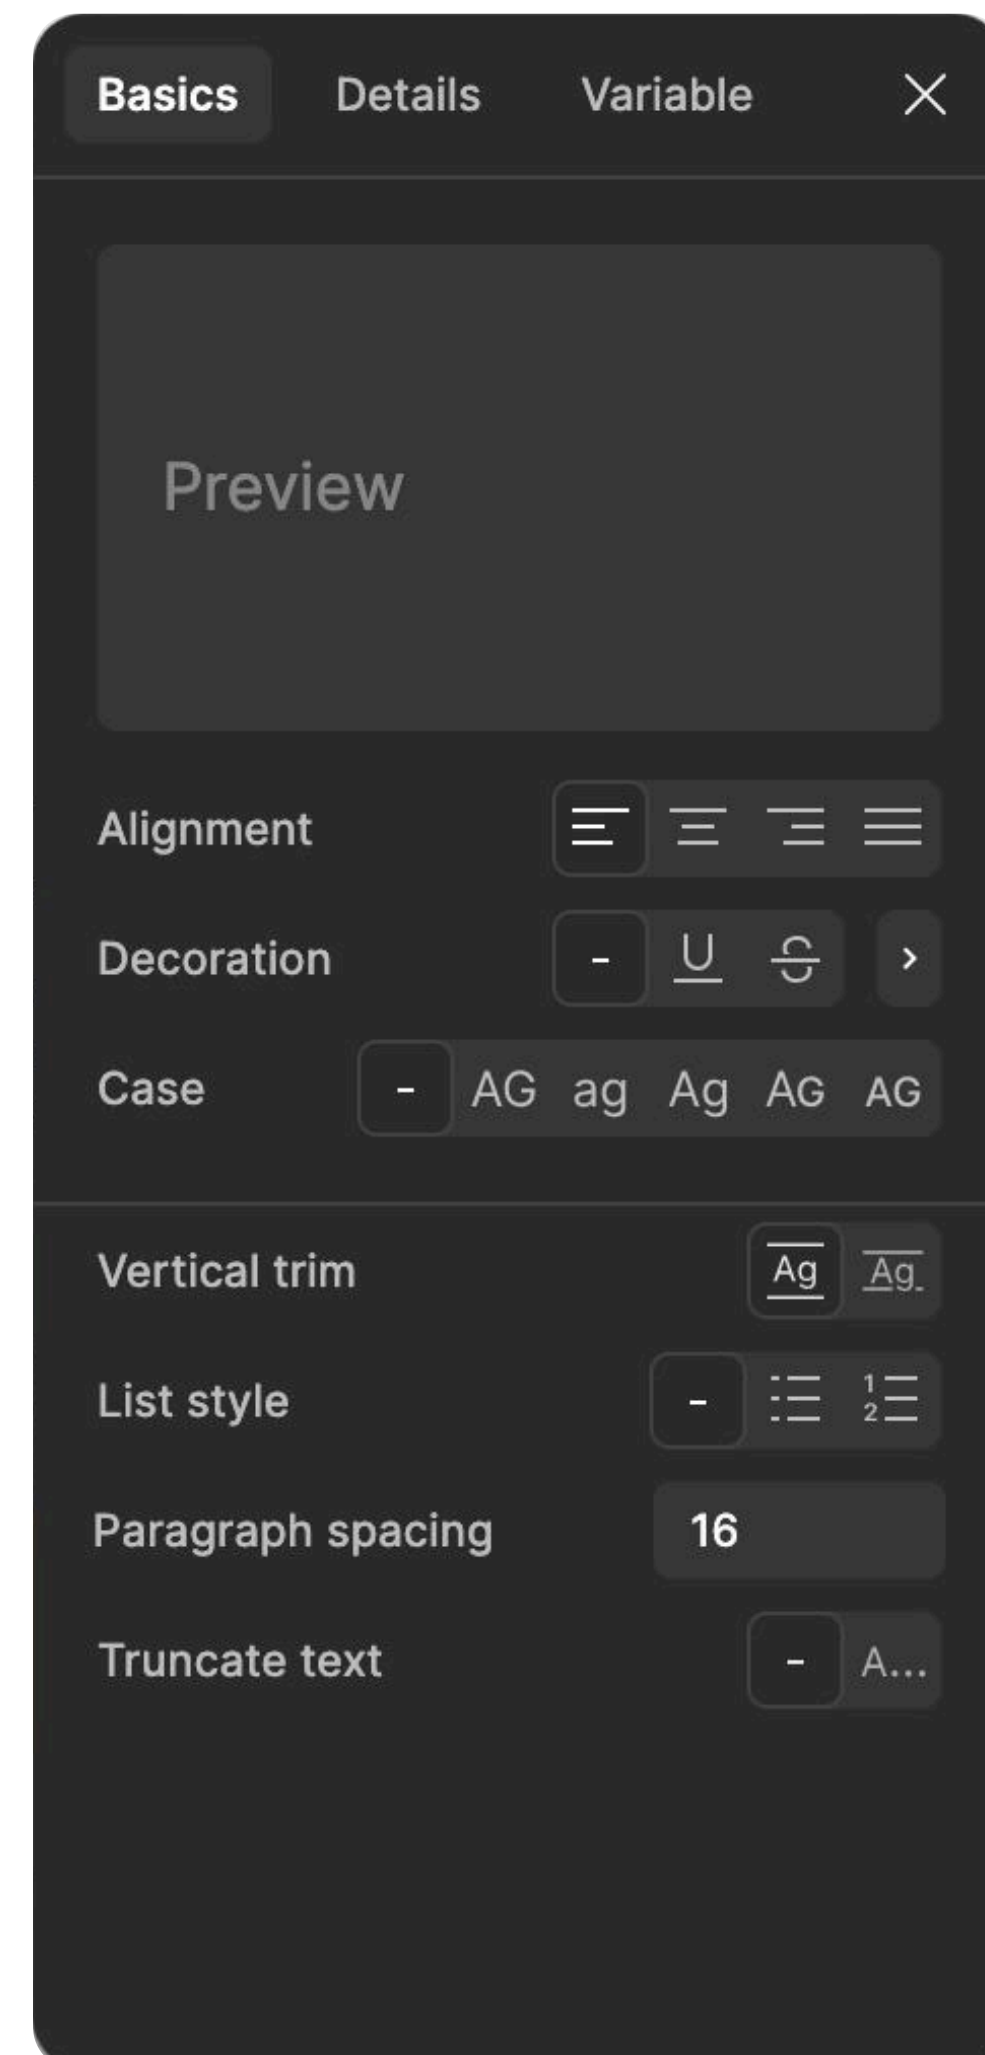 Basics Details Variable
Preview
Alignment
Decoration - U S >
Case - AG ag Ag AG AG
Vertical trim Ag Ag
List style - 1 2
Paragraph spacing 16
Truncate text - A...